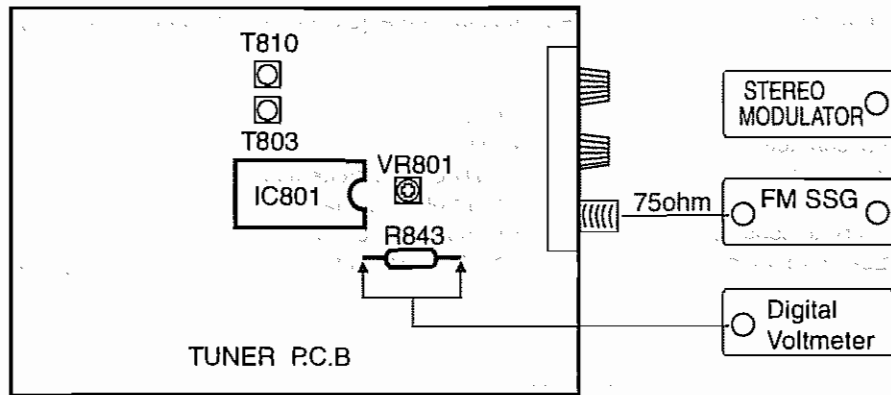 T810
T803
IC801
VR801
R843
TUNER P.C.B
75ohm
STEREO
MODULATOR
FM SSG
Digital
Voltmeter